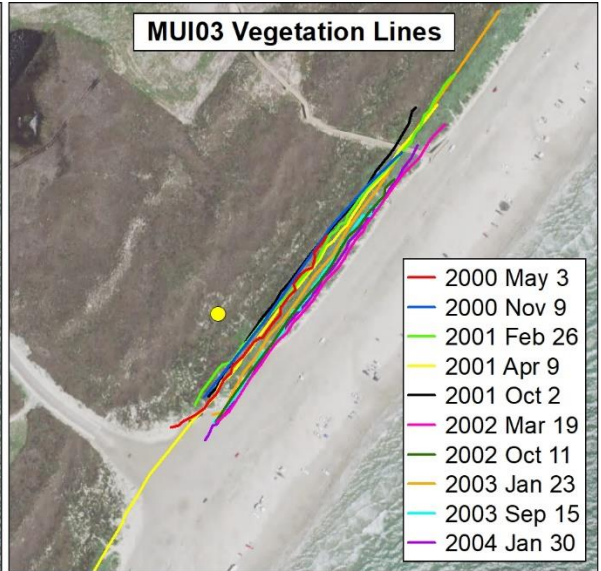 MUI03 Vegetation Lines
2000 May 3
2000 Nov 9
2001 Feb 26
2001 Apr 9
2001 Oct 2
2002 Mar 19
2002 Oct 11
2003 Jan 23
2003 Sep 15
2004 Jan 30